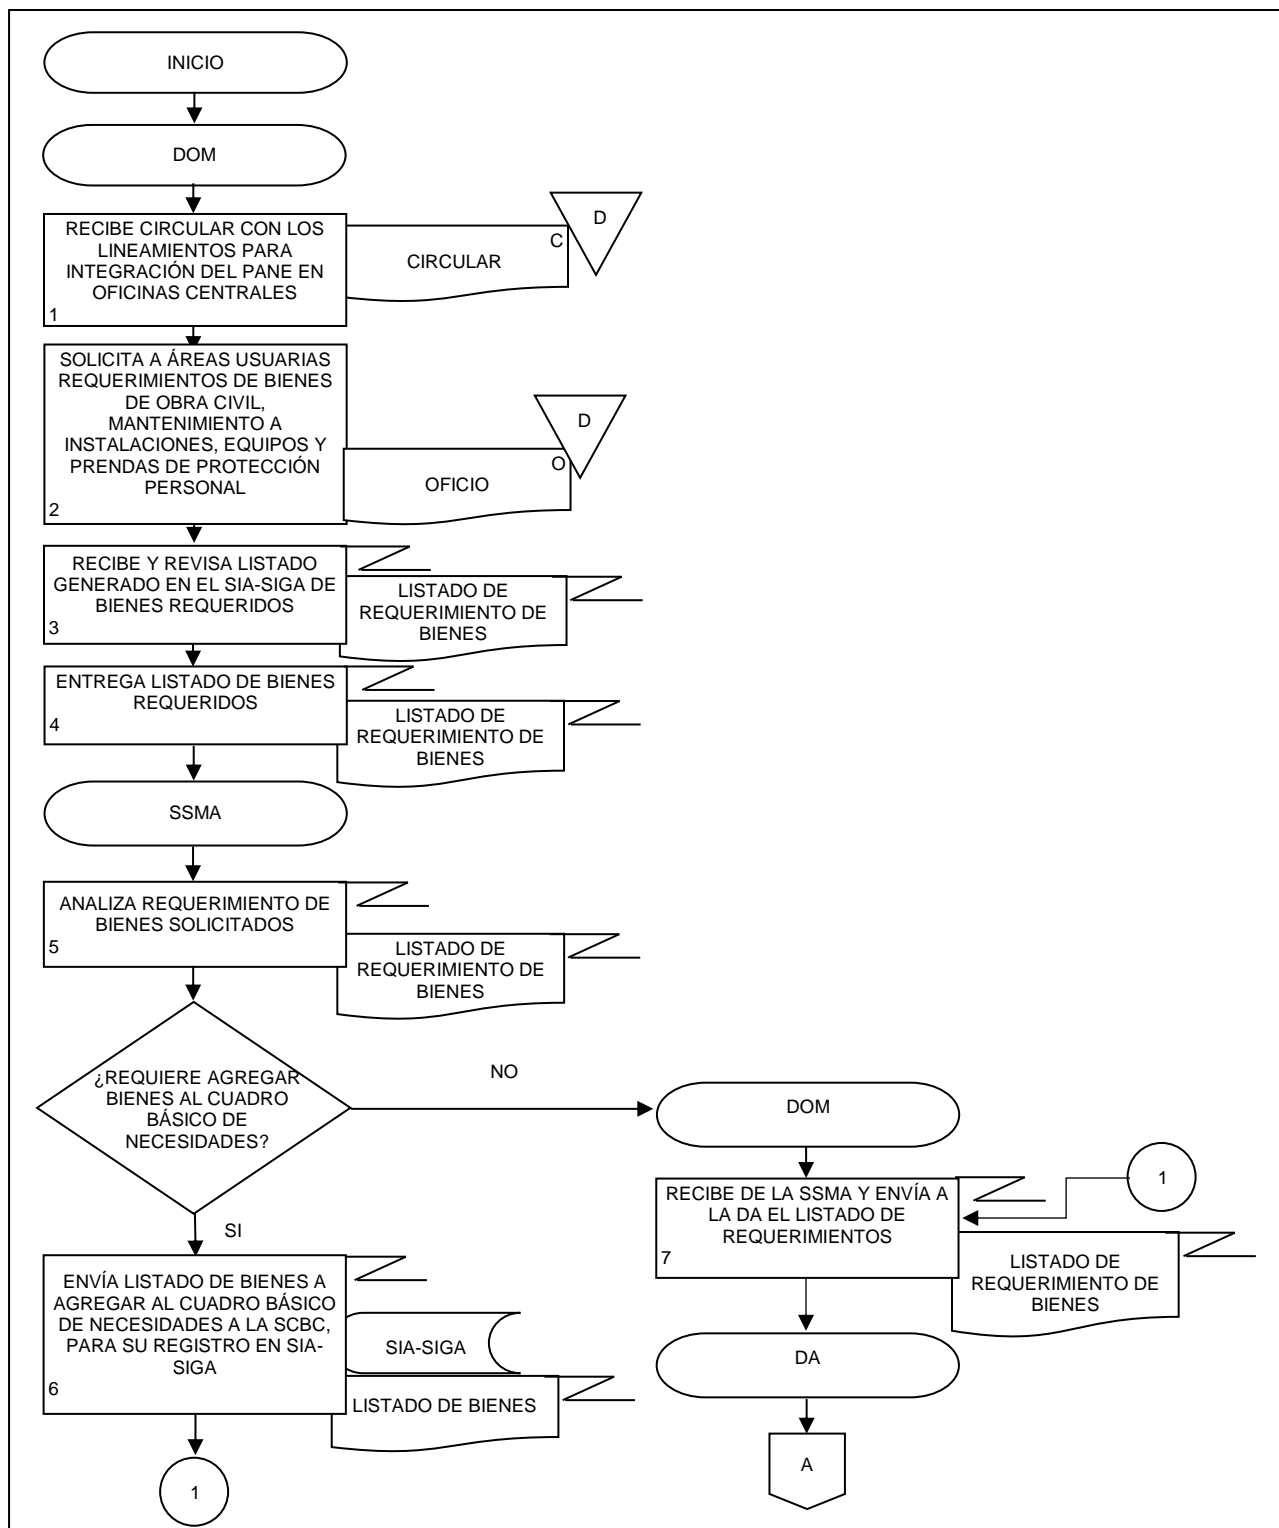 INICIO
DOM
RECIBE CIRCULAR CON LOS
LINEAMIENTOS PARA
INTEGRACIÓN DEL PANE EN
OFICINAS CENTRALES
1
CIRCULAR
C
D
SOLICITA A ÁREAS USUARIAS
REQUERIMIENTOS DE BIENES
DE OBRA CIVIL,
MANTENIMIENTO A
INSTALACIONES, EQUIPOS Y
PRENDAS DE PROTECCIÓN
PERSONAL
2
OFICIO
O
D
RECIBE Y REVISA LISTADO
GENERADO EN EL SIA-SIGA DE
BIENES REQUERIDOS
3
LISTADO DE
REQUERIMIENTO DE
BIENES
ENTREGA LISTADO DE BIENES
REQUERIDOS
4
LISTADO DE
REQUERIMIENTO DE
BIENES
SSMA
ANALIZA REQUERIMIENTO DE
BIENES SOLICITADOS
5
LISTADO DE
REQUERIMIENTO DE
BIENES
¿REQUIERE AGREGAR
BIENES AL CUADRO
BÁSICO DE
NECESIDADES?
NO
SI
ENVÍA LISTADO DE BIENES A
AGREGAR AL CUADRO BÁSICO
DE NECESIDADES A LA SCBC,
PARA SU REGISTRO EN SIA-
SIGA
6
SIA-SIGA
LISTADO DE BIENES
1
DOM
RECIBE DE LA SSMA Y ENVÍA A
LA DA EL LISTADO DE
REQUERIMIENTOS
7
1
LISTADO DE
REQUERIMIENTO DE
BIENES
DA
A